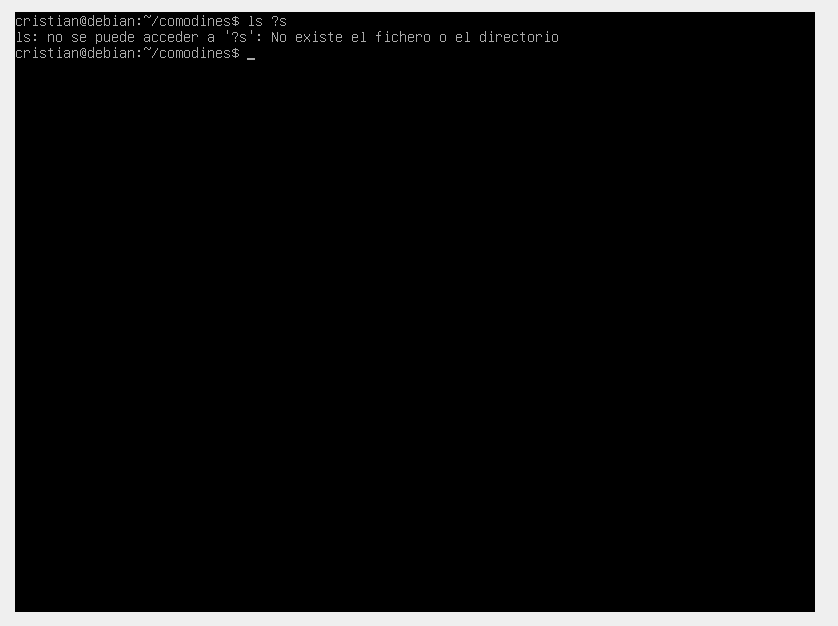 cristian@debian:~/comodines$ ls ?s
ls: no se puede acceder a '?s': No existe el fichero o el directorio
cristian@debian:~/comodines$ _